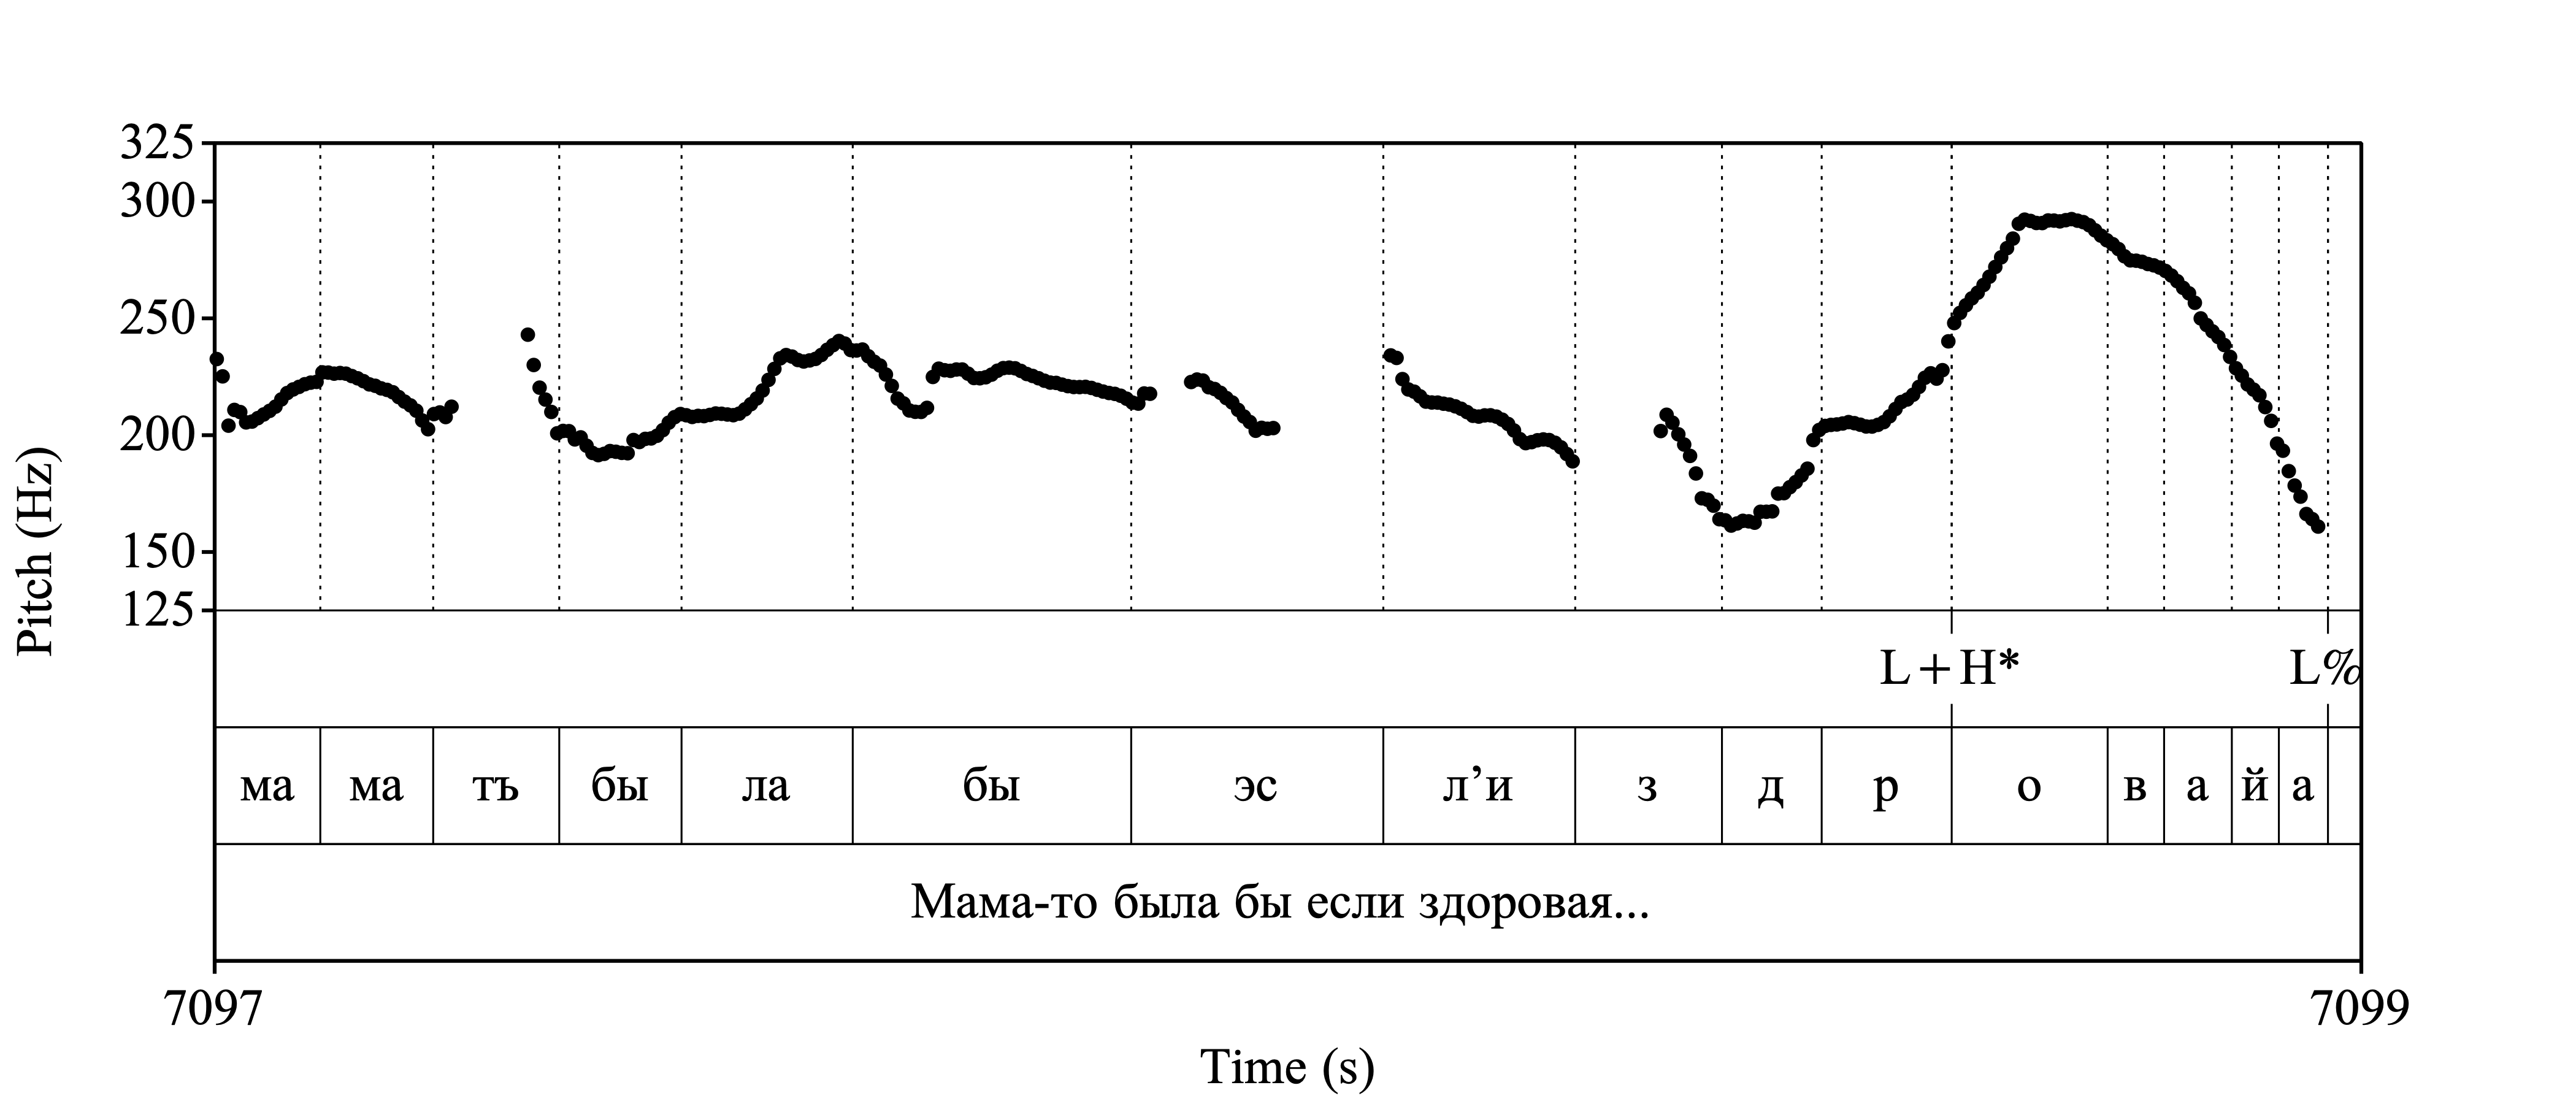 325
300
250
200
150
125
Pitch (Hz)
L+H* L%
ма ма тъ бы ла бы эс л’и з д р о в а й а
Мама-то была бы если здоровая...
7097 7099
Time (s)